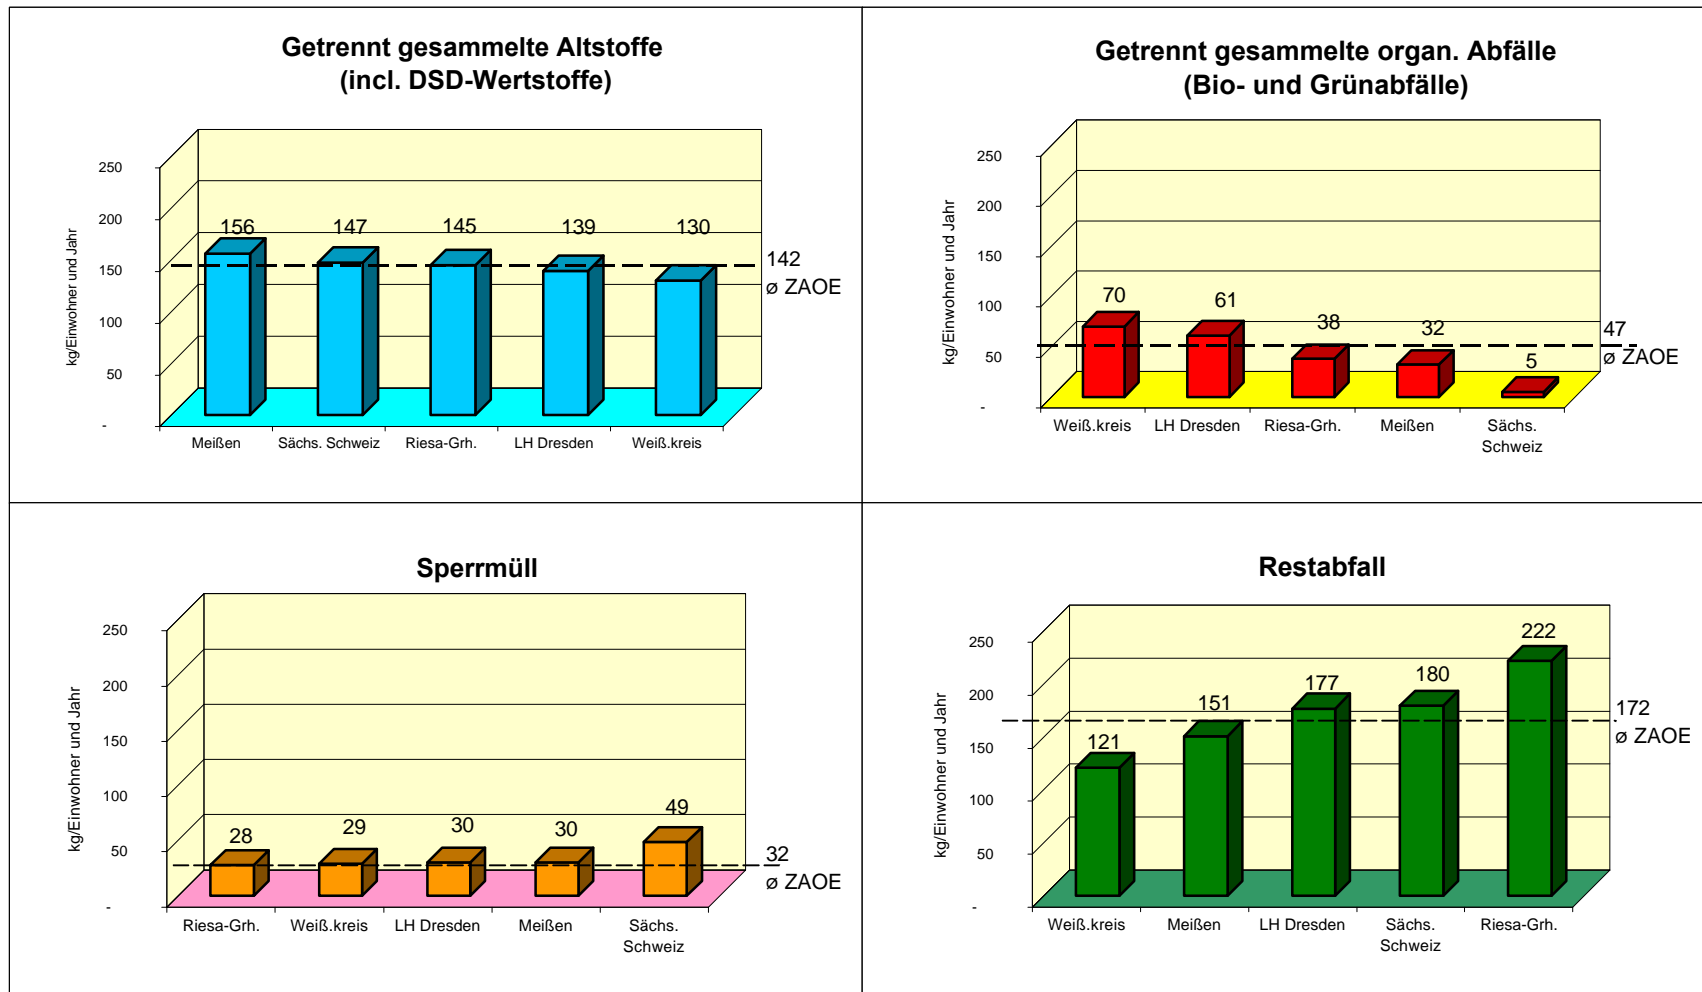 Getrennt gesammelte Altstoffe
(incl. DSD-Wertstoffe)
kg/Einwohner und Jahr
250
200
150
100
50
-
156
147
145
139
130
142
ø ZAOE
Meißen
Sächs. Schweiz
Riesa-Grh.
LH Dresden
Weiß.kreis
Getrennt gesammelte organ. Abfälle
(Bio- und Grünabfälle)
kg/Einwohner und Jahr
250
200
150
100
50
-
70
61
38
32
5
47
ø ZAOE
Weiß.kreis
LH Dresden
Riesa-Grh.
Meißen
Sächs.
Schweiz
Sperrmüll
kg/Einwohner und Jahr
250
200
150
100
50
-
28
29
30
30
49
32
ø ZAOE
Riesa-Grh.
Weiß.kreis
LH Dresden
Meißen
Sächs.
Schweiz
Restabfall
kg/Einwohner und Jahr
250
200
150
100
50
-
121
151
177
180
222
172
ø ZAOE
Weiß.kreis
Meißen
LH Dresden
Sächs.
Schweiz
Riesa-Grh.